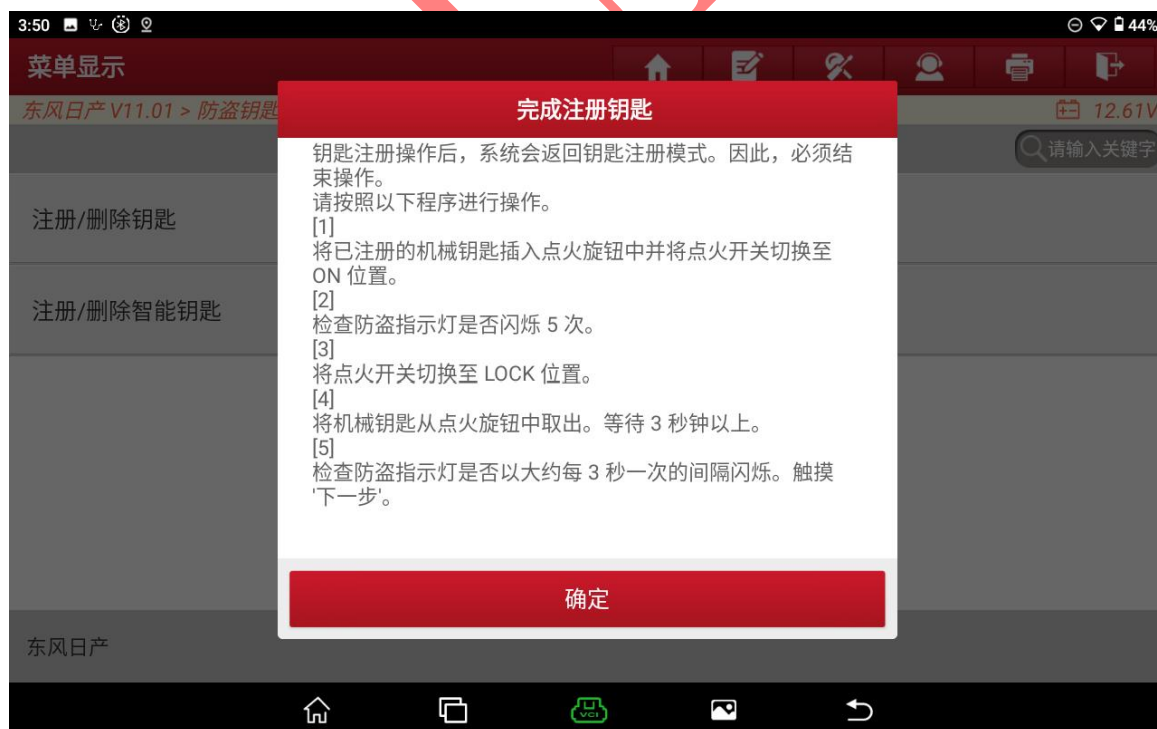 3:50
44%
菜单显示
东风日产 V11.01 > 防盗钥匙
12.61V
完成注册钥匙
请输入关键字
钥匙注册操作后，系统会返回钥匙注册模式。因此，必须结
束操作。
请按照以下程序进行操作。
[1]
将已注册的机械钥匙插入点火旋钮中并将点火开关切换至
ON 位置。
[2]
检查防盗指示灯是否闪烁 5 次。
[3]
将点火开关切换至 LOCK 位置。
[4]
将机械钥匙从点火旋钮中取出。等待 3 秒钟以上。
[5]
检查防盗指示灯是否以大约每 3 秒一次的间隔闪烁。触摸
'下一步'。
注册/删除钥匙
注册/删除智能钥匙
确定
东风日产
VCI